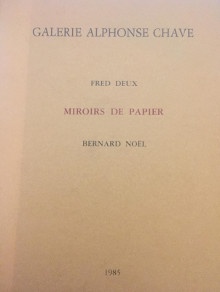 GALERIE ALPHONSE CHAVE
FRED DEUX
MIROIRS DE PAPIER
BERNARD NOËL
1985